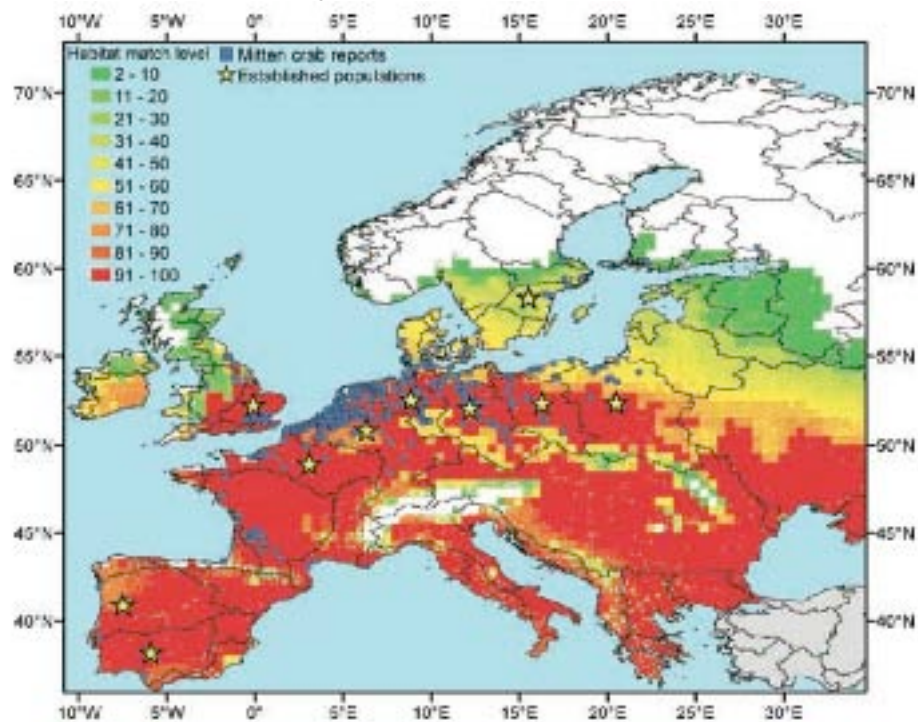 10°W 5°W 0° 5°E 10°E 15°E 20°E 25°E 30°E
Habitat match level
Mitten crab reports
2 - 10
Established populations
11 - 20
21 - 30
31 - 40
41 - 50
51 - 60
61 - 70
71 - 80
81 - 90
91 - 100
70°N 70°N
65°N 65°N
60°N 60°N
55°N 55°N
50°N 50°N
45°N 45°N
40°N 40°N
10°W 5°W 0° 5°E 10°E 15°E 20°E 25°E 30°E